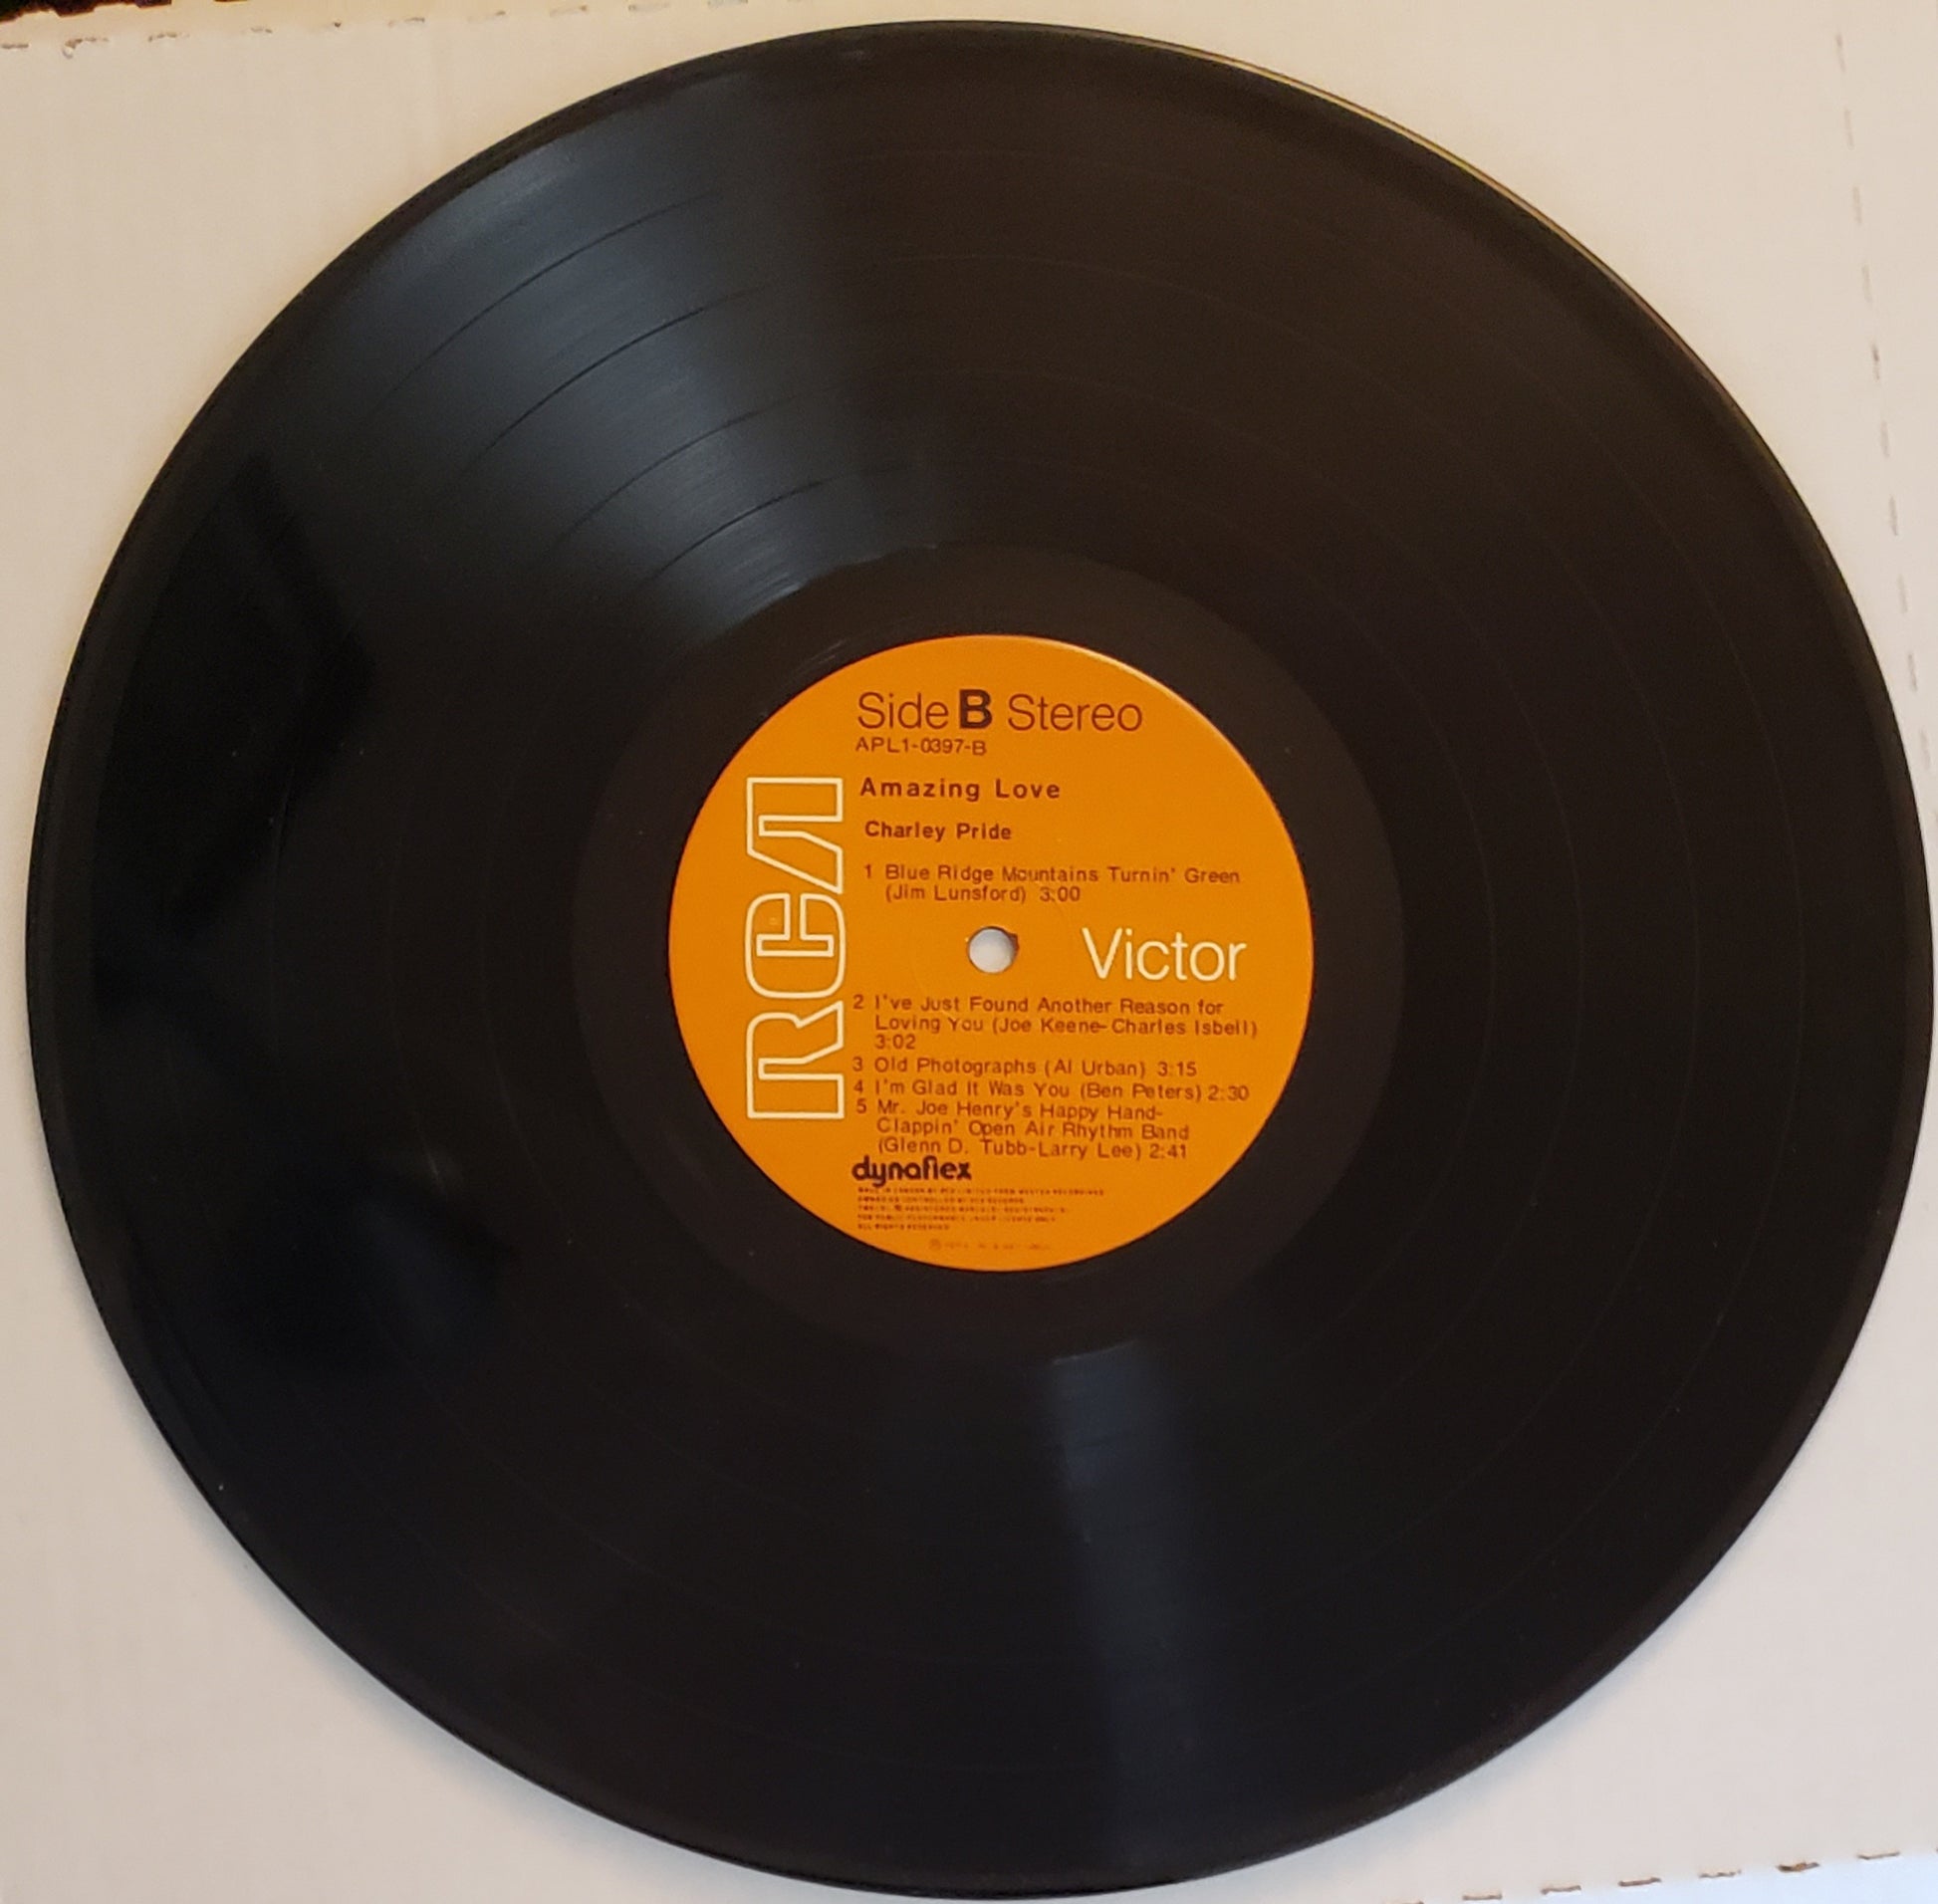 Side B Stereo
APL1-0397-B
Amazing Love
Charley Pride
1 Blue Ridge Mountains Turnin' Green
(Jim Lunsford) 3:00
RCA
Victor
2 I've Just Found Another Reason for
Loving You (Joe Keene-Charles Isbell)
3:02
3 Old Photographs (Al Urban) 3:15
4 I'm Glad It Was You (Ben Peters) 2:30
5 Mr. Joe Henry's Happy Hand-
Clappin' Open Air Rhythm Band
(Glenn D. Tubb-Larry Lee) 2:41
dynaflex
ALL RIGHTS RESERVED